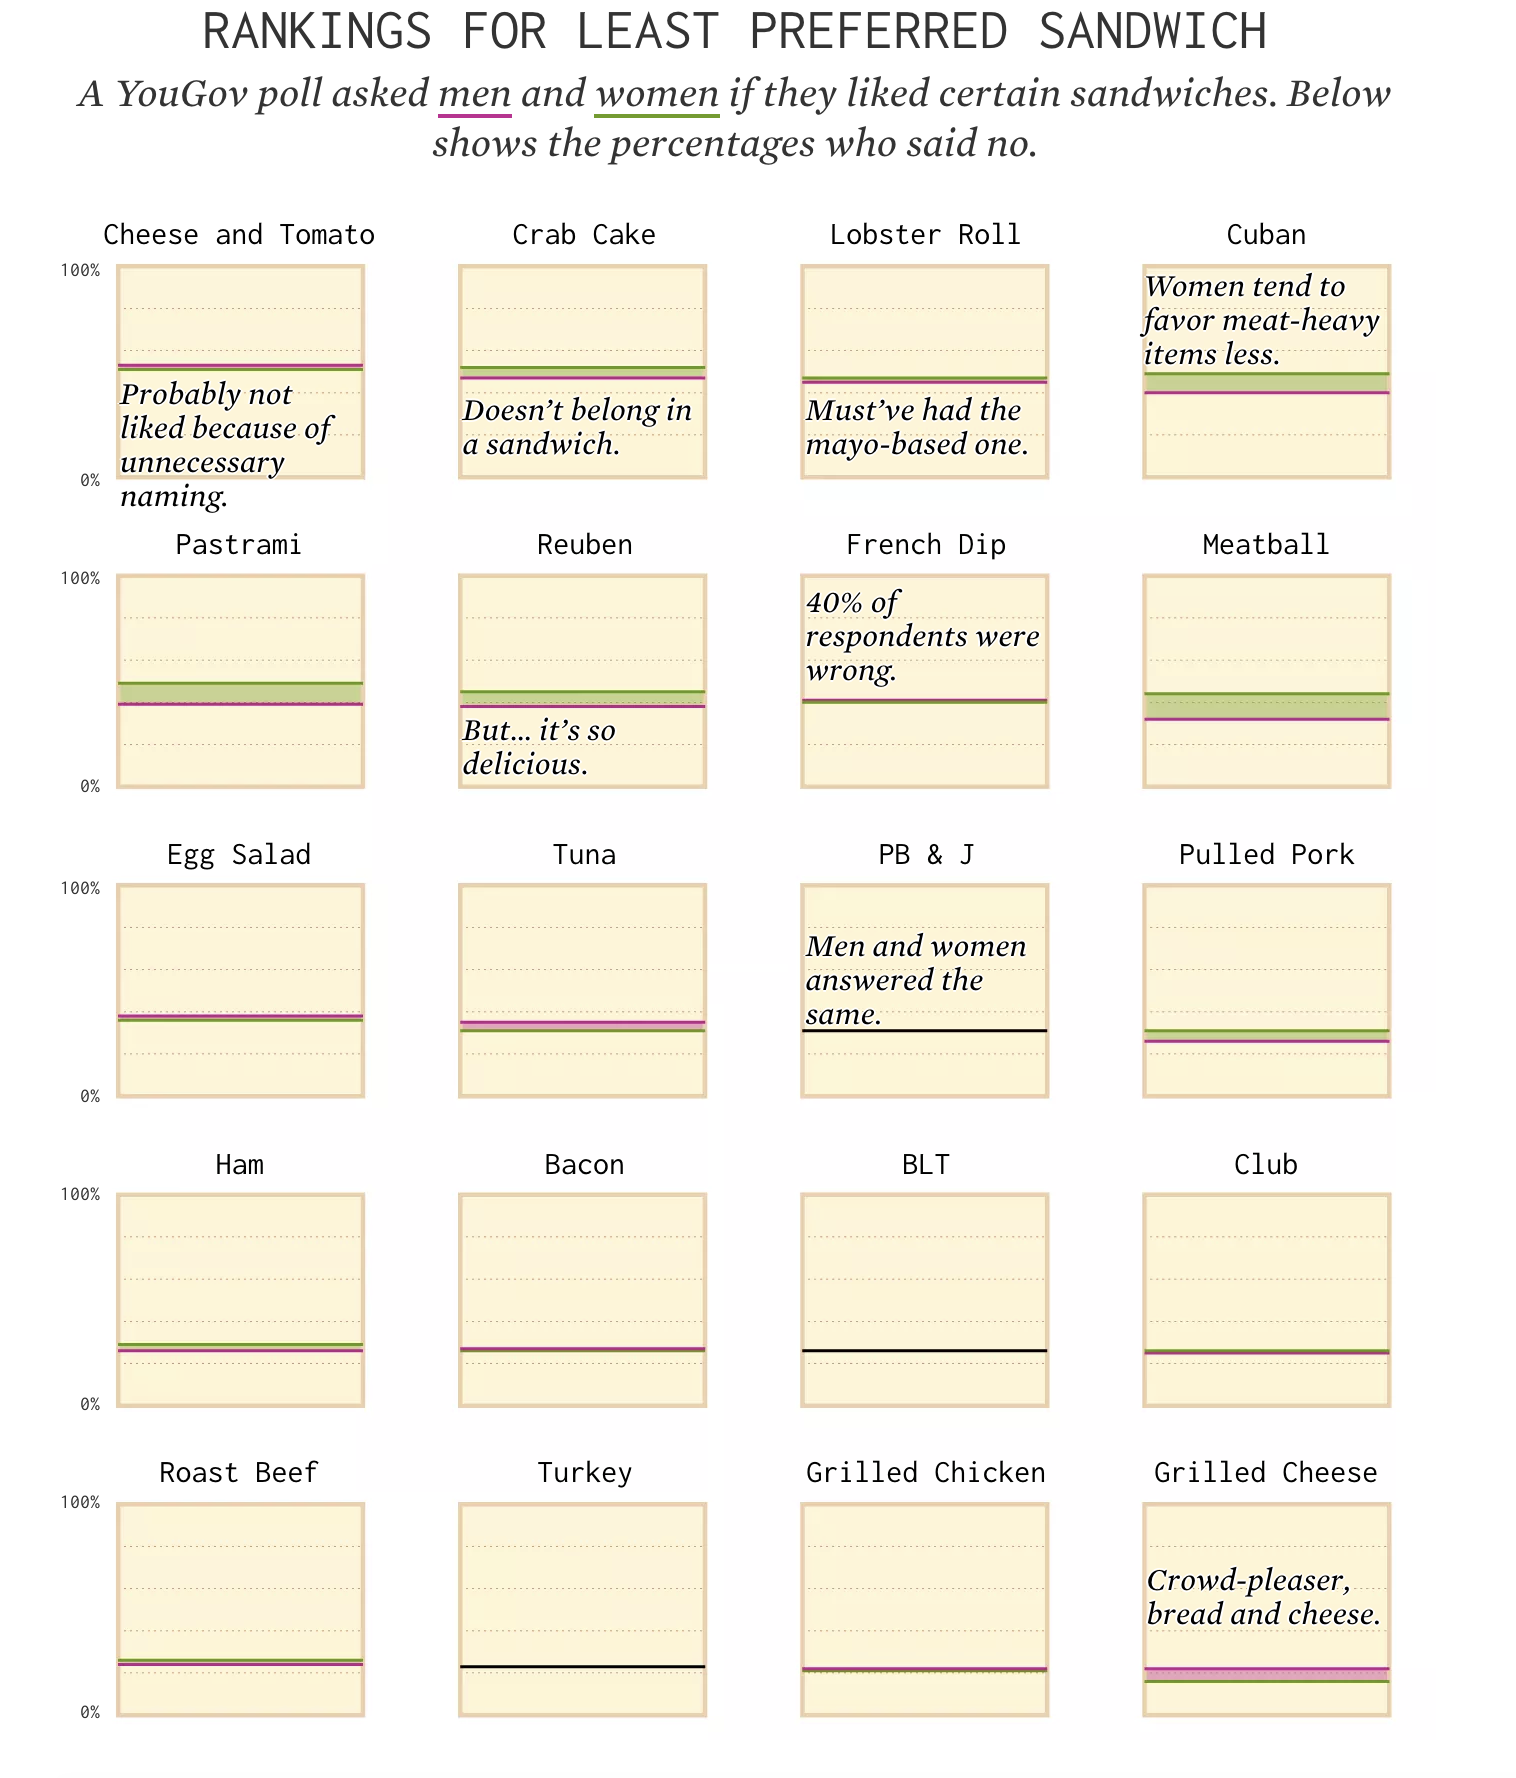 RANKINGS FOR LEAST PREFERRED SANDWICH
A YouGov poll asked men and women if they liked certain sandwiches. Below
shows the percentages who said no.
Cheese and Tomato
Crab Cake
Lobster Roll
Cuban
100%
0%
Probably not
liked because of
unnecessary
naming.
Doesn't belong in
a sandwich.
Must've had the
mayo-based one.
Women tend to
favor meat-heavy
items less.
Pastrami
Reuben
French Dip
Meatball
100%
0%
But... it's so
delicious.
40% of
respondents were
wrong.
Egg Salad
Tuna
PB & J
Pulled Pork
100%
0%
Men and women
answered the
same.
Ham
Bacon
BLT
Club
100%
0%
Roast Beef
Turkey
Grilled Chicken
Grilled Cheese
100%
0%
Crowd-pleaser,
bread and cheese.